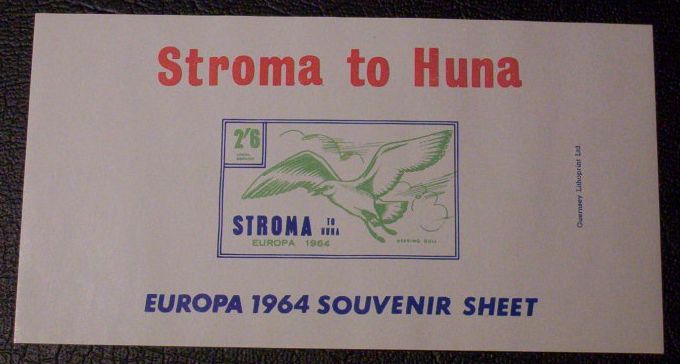 Stroma to Huna
2'6
LOCAL
STROMA TO HUNA
EUROPA 1964
HERRING GULL
EUROPA 1964 SOUVENIR SHEET
Guernsey Lithoprint Ltd.